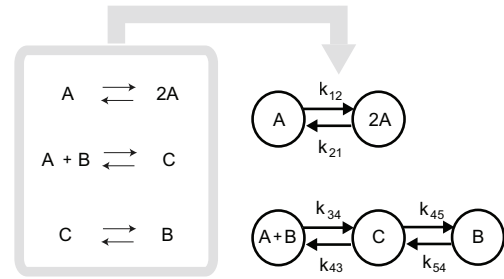 A ⇌ 2A
A + B ⇌ C
C ⇌ B
k12
A 2A
k21
k34 k45
A+B C B
k43 k54